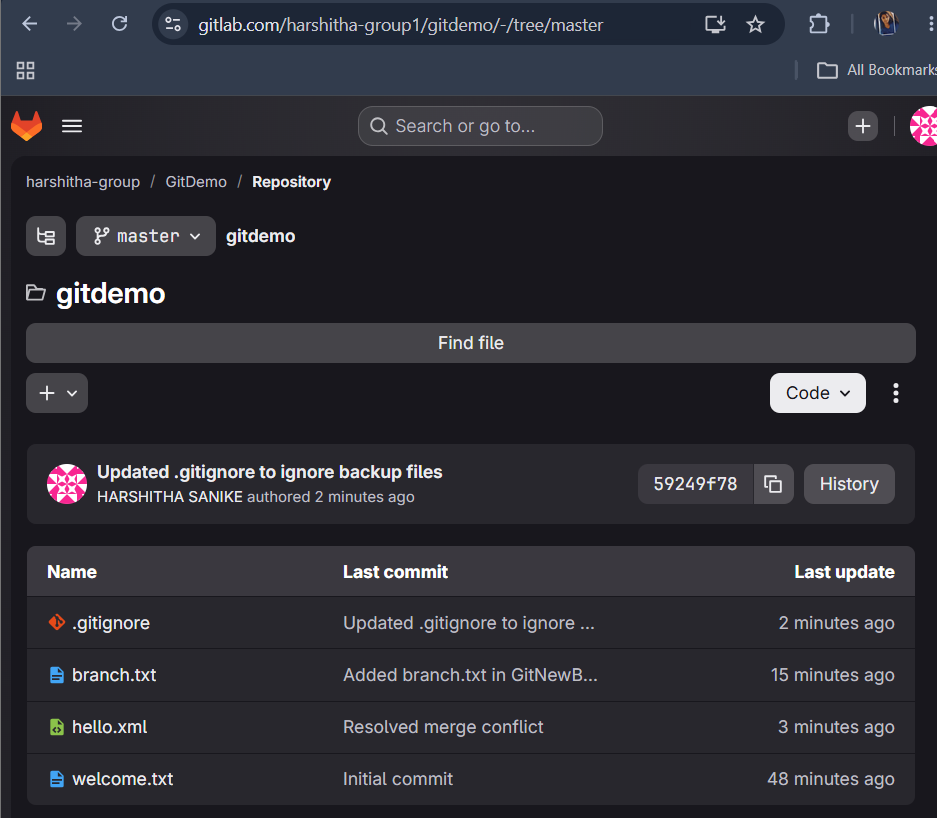 gitlab.com/harshitha-group1/gitdemo/-/tree/master
All Bookmarks
Search or go to...
harshitha-group / GitDemo / Repository
master gitdemo
gitdemo
Find file
Code
Updated .gitignore to ignore backup files
HARSHITHA SANIKE authored 2 minutes ago
59249f78 History
Name Last commit Last update
.gitignore Updated .gitignore to ignore ... 2 minutes ago
branch.txt Added branch.txt in GitNewB... 15 minutes ago
hello.xml Resolved merge conflict 3 minutes ago
welcome.txt Initial commit 48 minutes ago